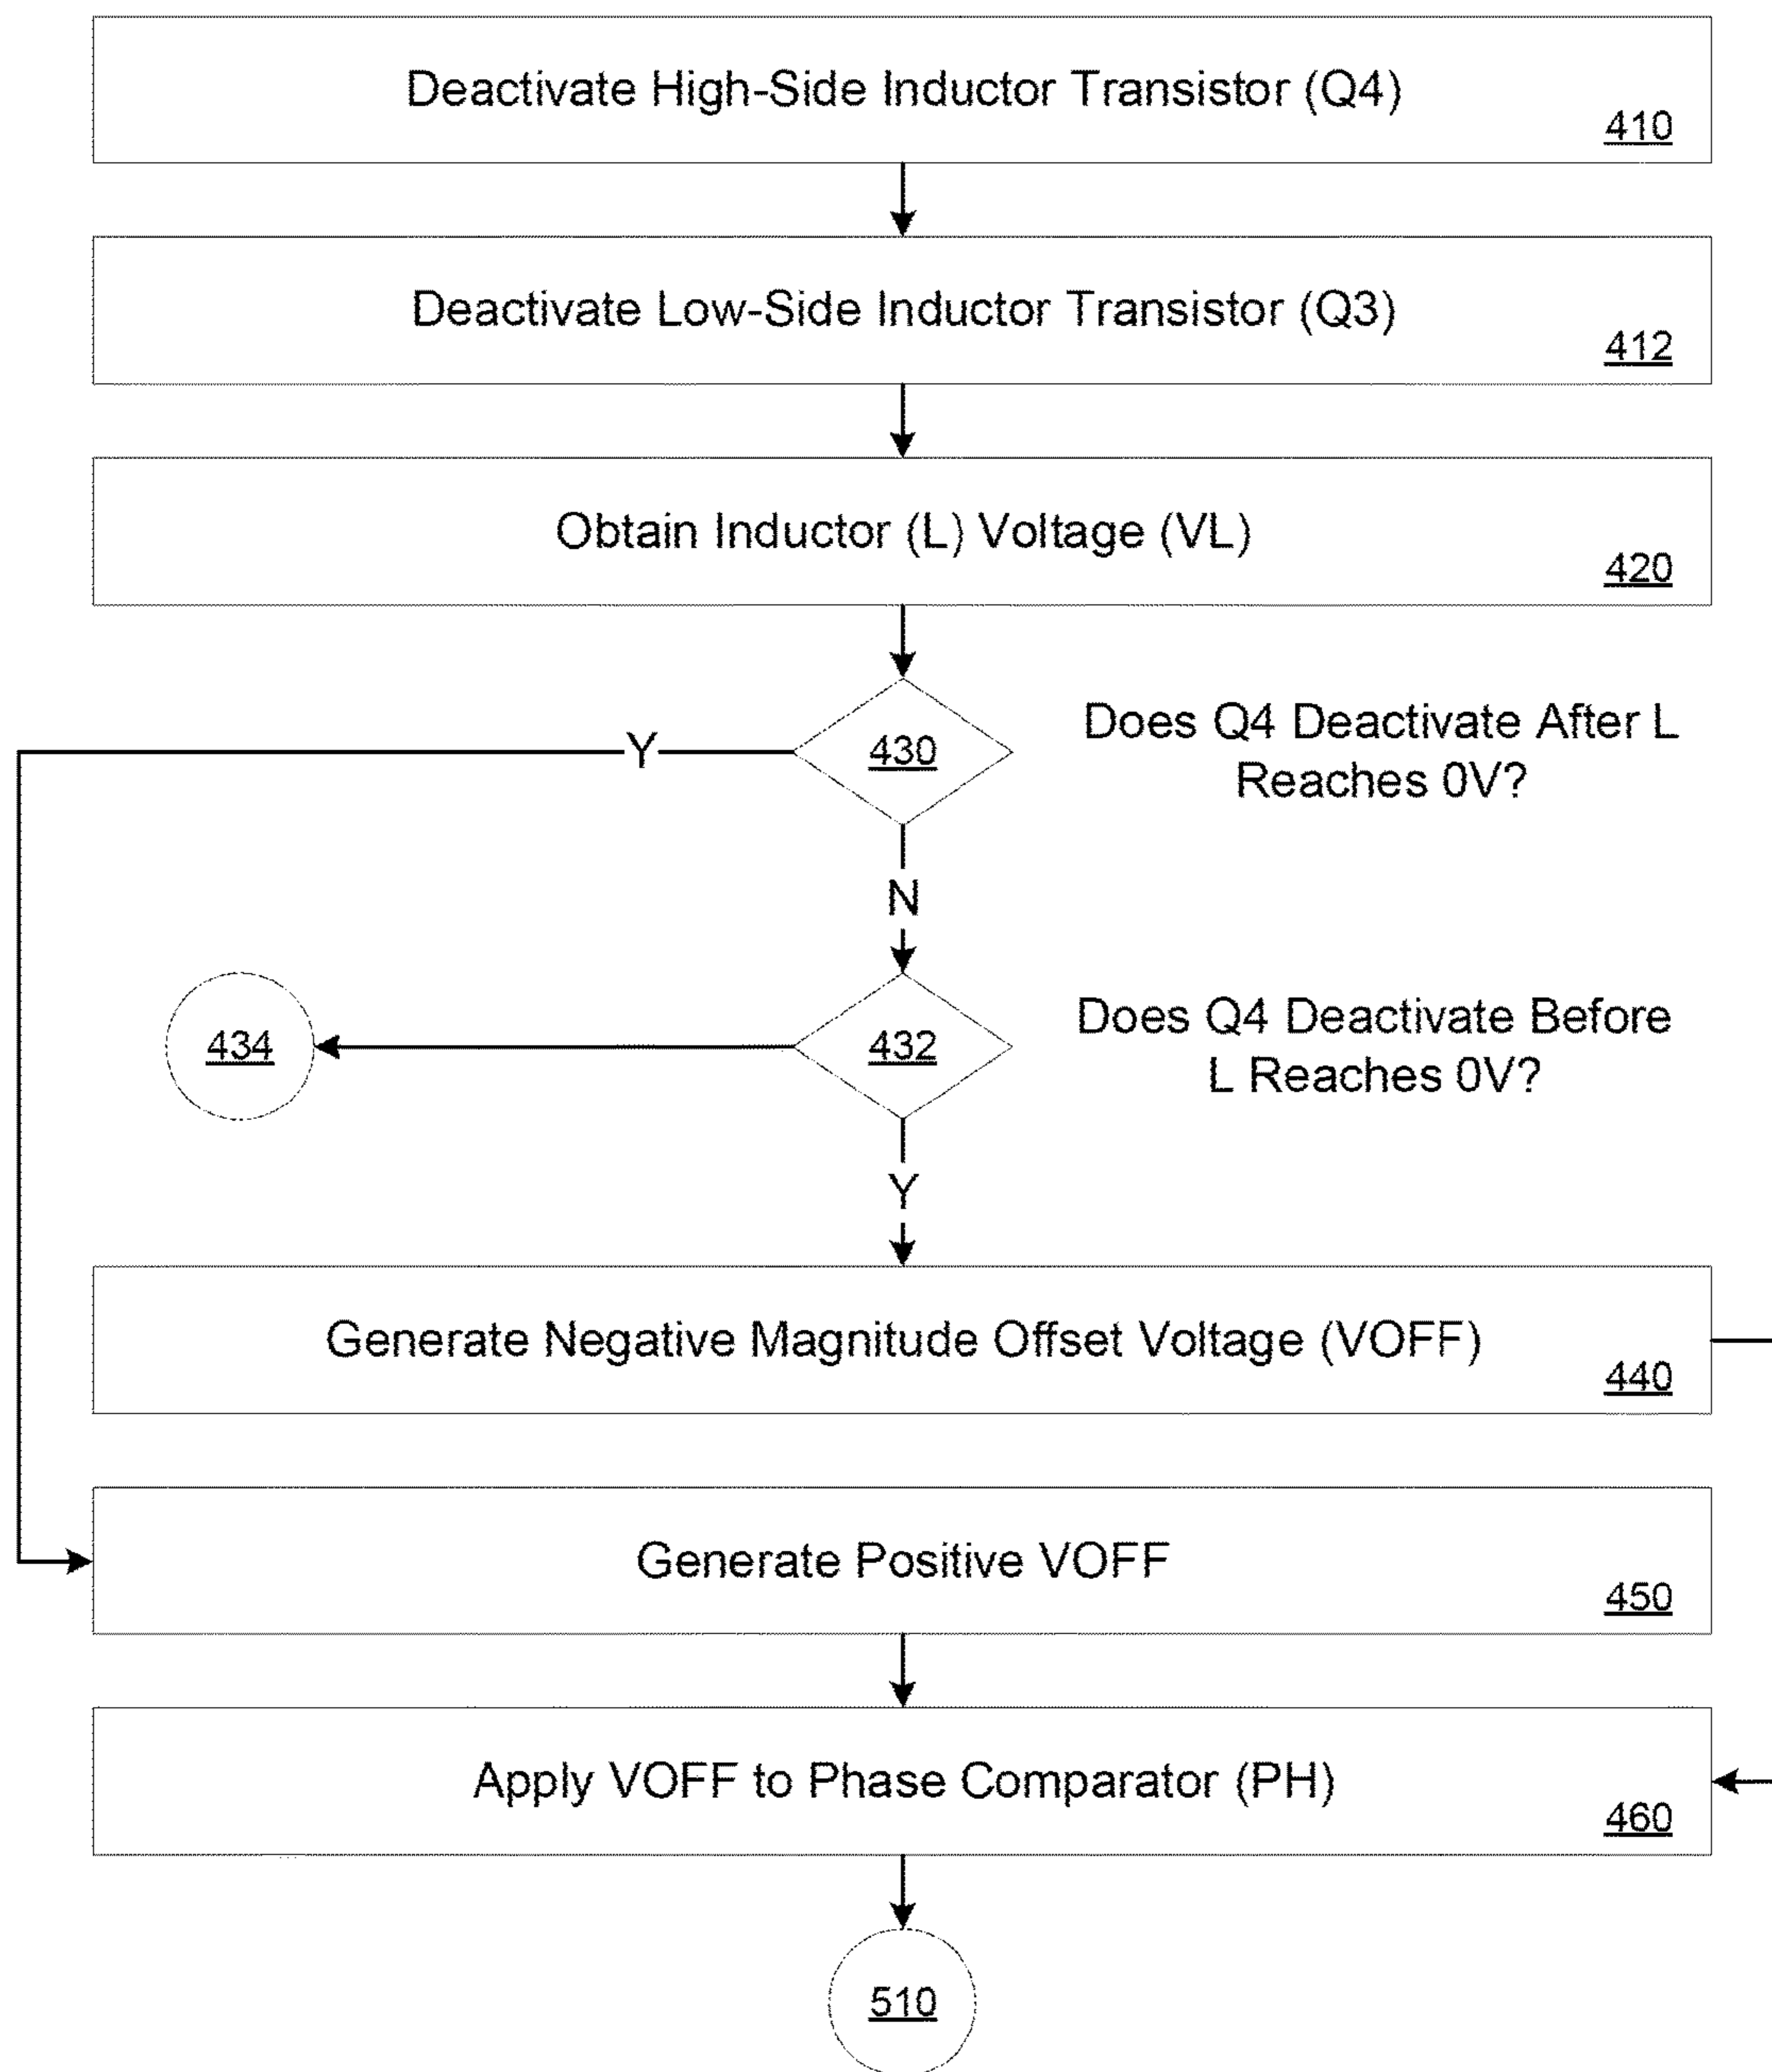 Deactivate High-Side Inductor Transistor (Q4)
410
Deactivate Low-Side Inductor Transistor (Q3)
412
Obtain Inductor (L) Voltage (VL)
420
Does Q4 Deactivate After L
Reaches 0V?
Y
430
N
Does Q4 Deactivate Before
L Reaches 0V?
434
432
Y
Generate Negative Magnitude Offset Voltage (VOFF)
440
Generate Positive VOFF
450
Apply VOFF to Phase Comparator (PH)
460
510